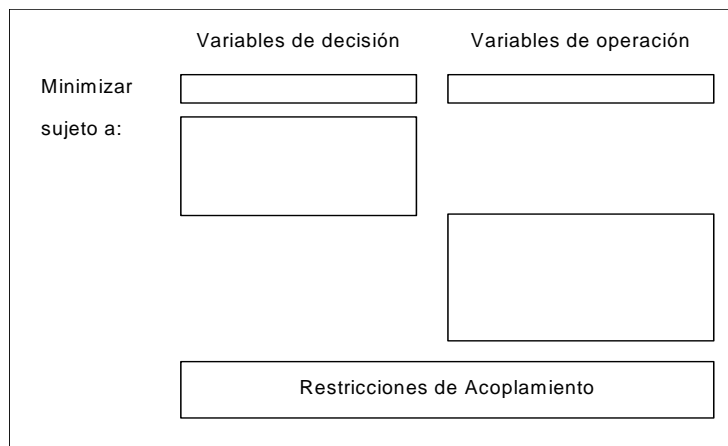 Variables de decisión Variables de operación
Minimizar
sujeto a:
Restricciones de Acoplamiento